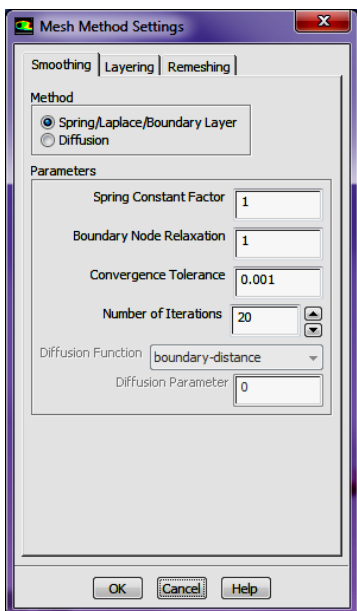 Mesh Method Settings
Smoothing Layering Remeshing
Method
Spring/Laplace/Boundary Layer
Diffusion
Parameters
Spring Constant Factor 1
Boundary Node Relaxation 1
Convergence Tolerance 0.001
Number of Iterations 20
Diffusion Function boundary-distance
Diffusion Parameter 0
OK Cancel Help